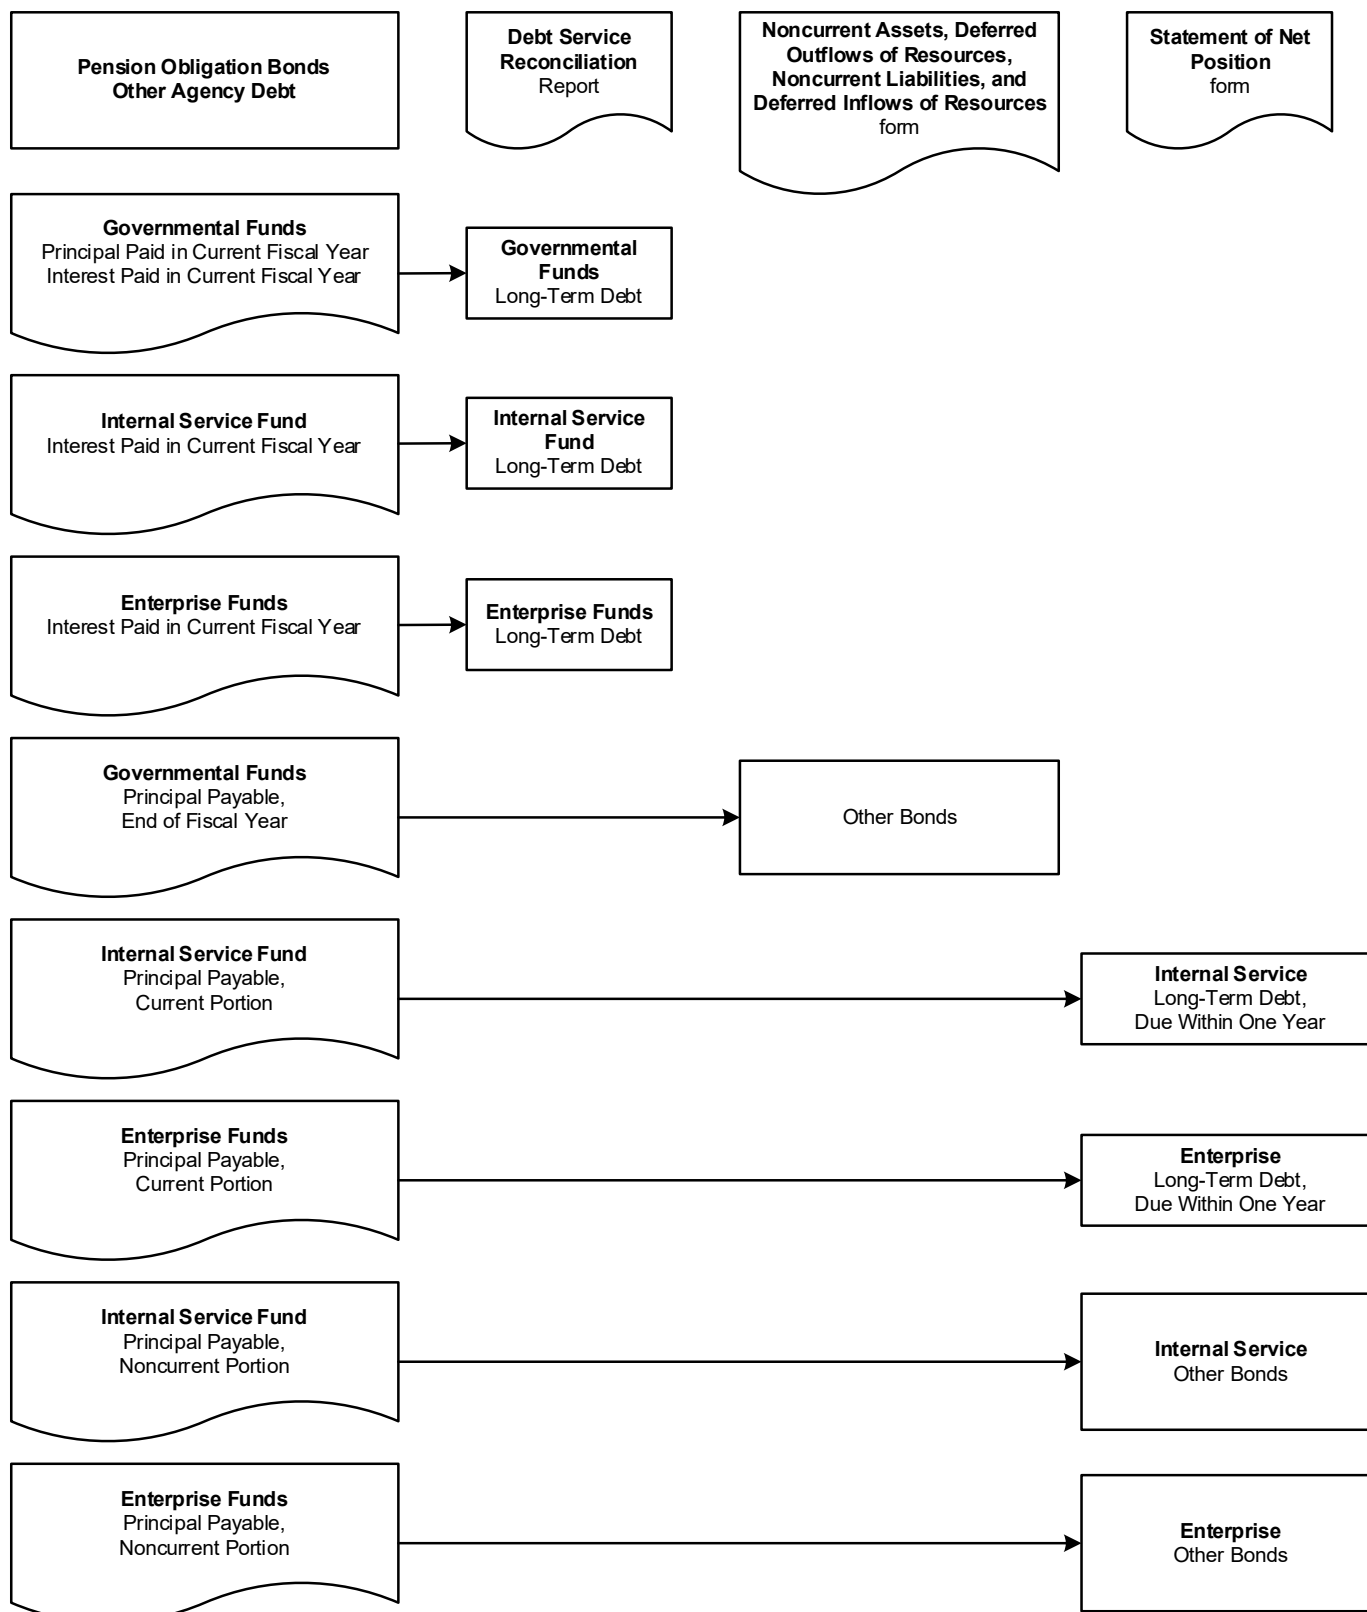 Pension Obligation Bonds
Other Agency Debt
Debt Service
Reconciliation
Report
Noncurrent Assets, Deferred
Outflows of Resources,
Noncurrent Liabilities, and
Deferred Inflows of Resources
form
Statement of Net
Position
form
Governmental Funds
Principal Paid in Current Fiscal Year
Interest Paid in Current Fiscal Year
Governmental
Funds
Long-Term Debt
Internal Service Fund
Interest Paid in Current Fiscal Year
Internal Service
Fund
Long-Term Debt
Enterprise Funds
Interest Paid in Current Fiscal Year
Enterprise Funds
Long-Term Debt
Governmental Funds
Principal Payable,
End of Fiscal Year
Other Bonds
Internal Service Fund
Principal Payable,
Current Portion
Internal Service
Long-Term Debt,
Due Within One Year
Enterprise Funds
Principal Payable,
Current Portion
Enterprise
Long-Term Debt,
Due Within One Year
Internal Service Fund
Principal Payable,
Noncurrent Portion
Internal Service
Other Bonds
Enterprise Funds
Principal Payable,
Noncurrent Portion
Enterprise
Other Bonds